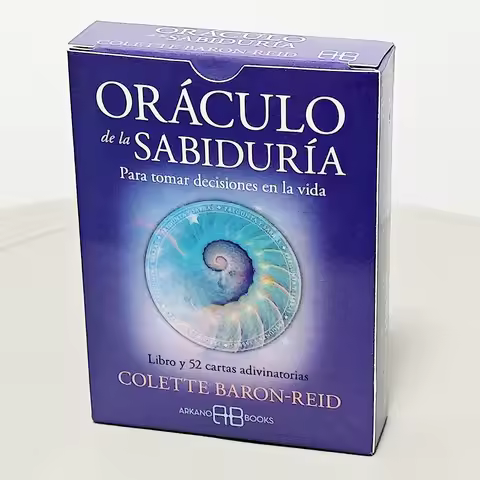 ORÁCULO
de la SABIDURÍA
COLETTE BARON-REID
ORÁCULO
de la SABIDURÍA
Para tomar decisiones en la vida
Libro y 52 cartas adivinatorias
COLETTE BARON-REID
ARKANO BOOKS